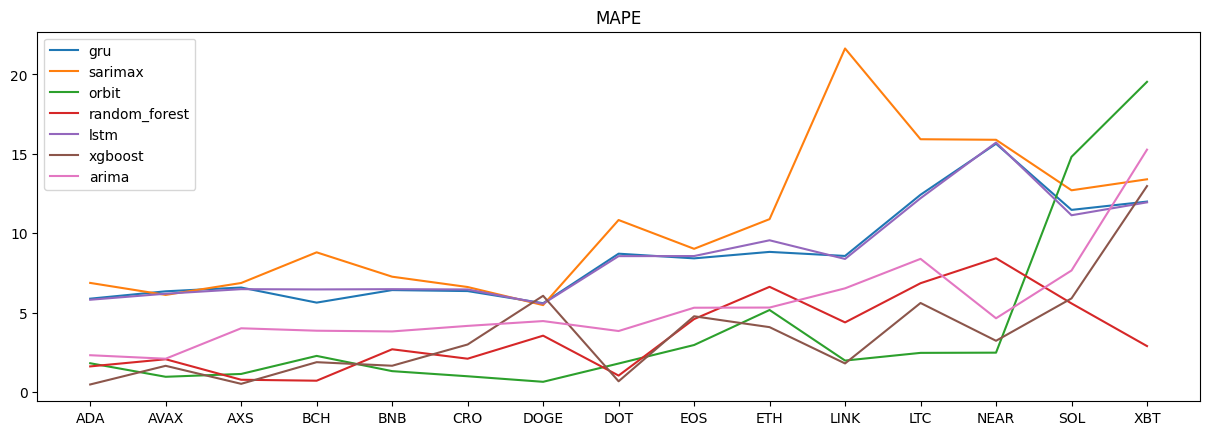 MAPE
gru
sarimax
orbit
random_forest
lstm
xgboost
arima
20
15
10
5
0
ADA AVAX AXS BCH BNB CRO DOGE DOT EOS ETH LINK LTC NEAR SOL XBT